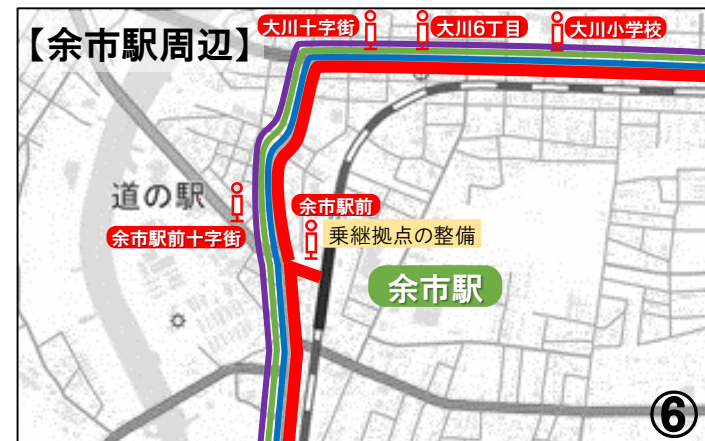 【余市駅周辺】
大川十字街
大川6丁目
大川小学校
道の駅
余市駅前十字街
余市駅前
乗継拠点の整備
余市駅
⑥